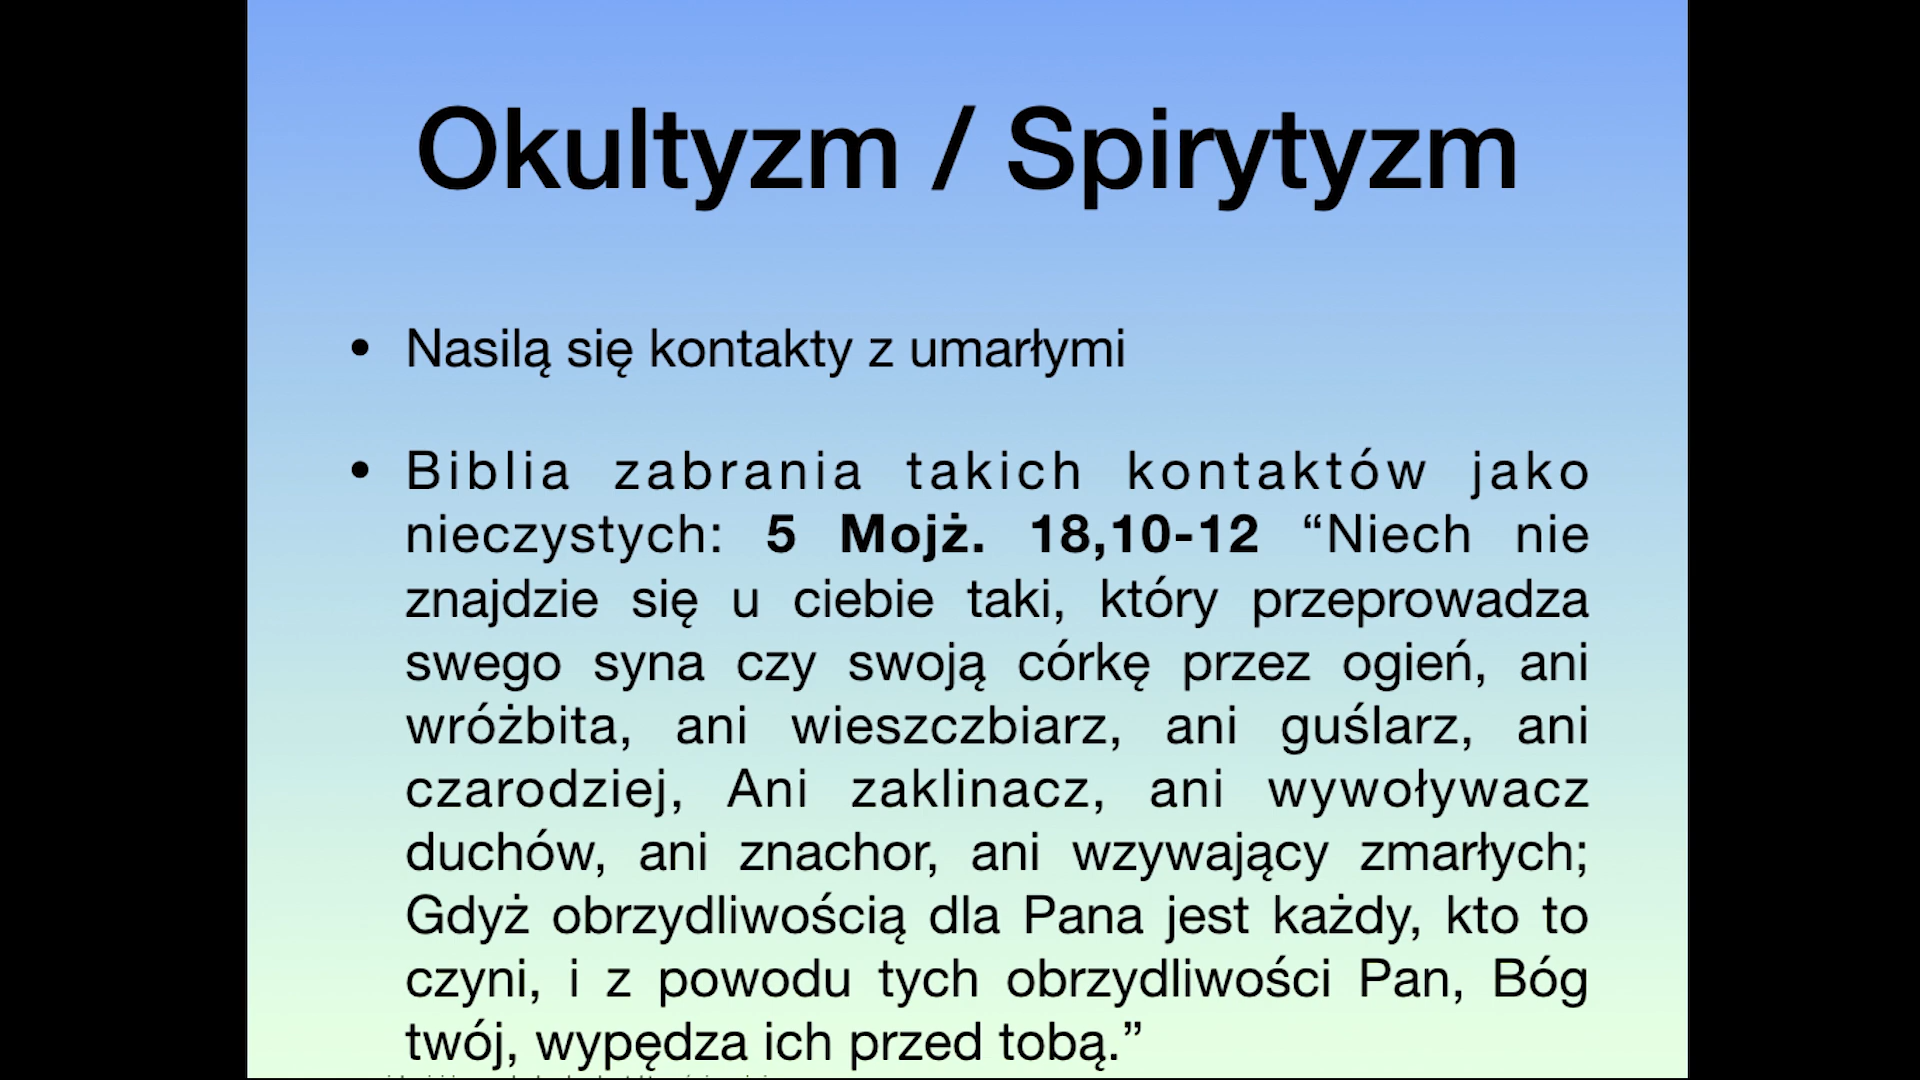 Okultyzm / Spirytyzm
• Nasilą się kontakty z umarłymi
• Biblia zabrania takich kontaktów jako
nieczystych: 5 Mojż. 18,10-12 “Niech nie
znajdzie się u ciebie taki, który przeprowadza
swego syna czy swoją córkę przez ogień, ani
wróżbita, ani wieszczbiarz, ani guślarz, ani
czarodziej, Ani zaklinacz, ani wywoływacz
duchów, ani znachor, ani wzywający zmarłych;
Gdyż obrzydliwością dla Pana jest każdy, kto to
czyni, i z powodu tych obrzydliwości Pan, Bóg
twój, wypędza ich przed tobą.”